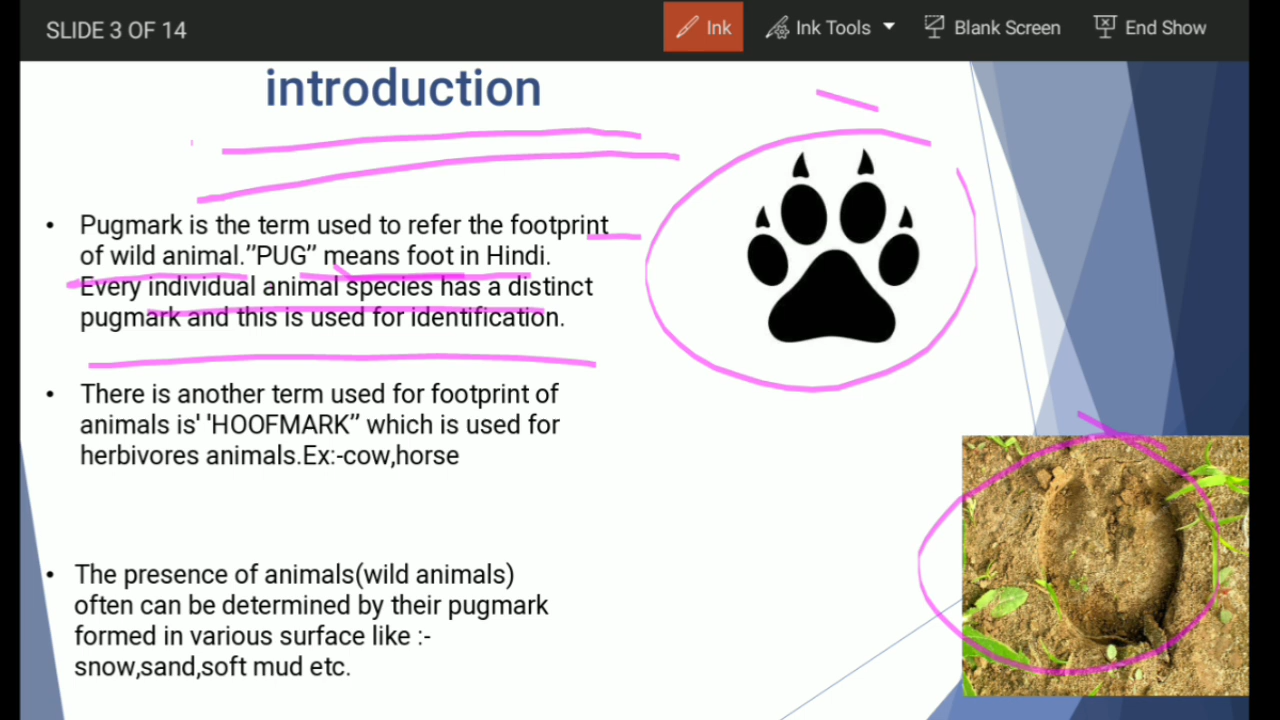 SLIDE 3 OF 14
Ink
Ink Tools
Blank Screen
End Show
introduction
• Pugmark is the term used to refer the footprint
of wild animal.”PUG” means foot in Hindi.
Every individual animal species has a distinct
pugmark and this is used for identification.
• There is another term used for footprint of
animals is' 'HOOFMARK” which is used for
herbivores animals.Ex:-cow,horse
• The presence of animals(wild animals)
often can be determined by their pugmark
formed in various surface like :-
snow,sand,soft mud etc.